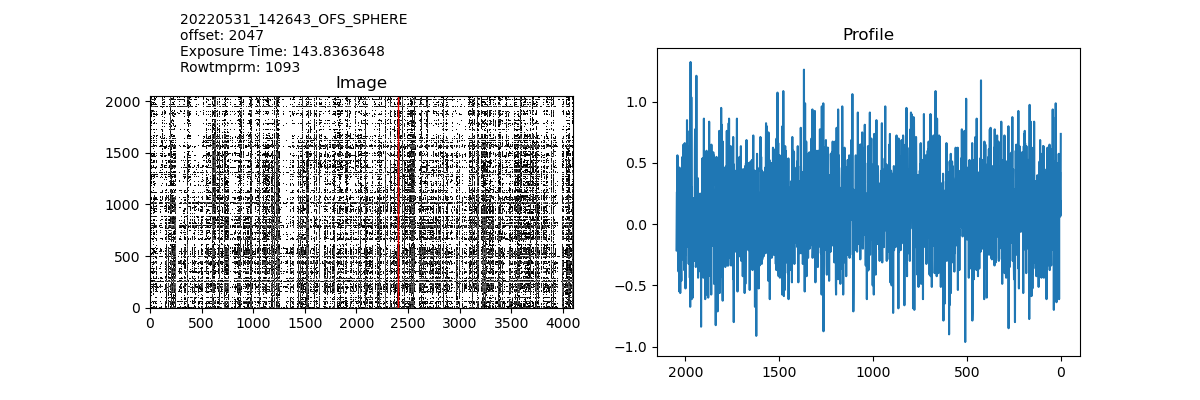 20220531_142643_OFS_SPHERE
offset: 2047
Exposure Time: 143.8363648
Rowtmprm: 1093
Image
2000
1500
1000
500
0
0 500 1000 1500 2000 2500 3000 3500 4000
Profile
1.0
0.5
0.0
−0.5
−1.0
2000 1500 1000 500 0